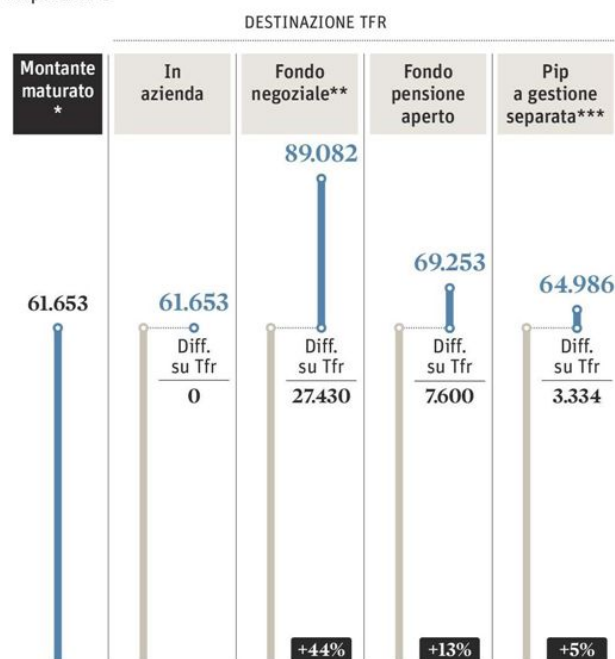 DESTINAZIONE TFR
Montante
maturato
*
In
azienda
Fondo
negoziale**
Fondo
pensione
aperto
Pip
a gestione
separata***
61.653
61.653
Diff.
su Tfr
0
89.082
Diff.
su Tfr
27.430
+44%
69.253
Diff.
su Tfr
7.600
+13%
64.986
Diff.
su Tfr
3.334
+5%